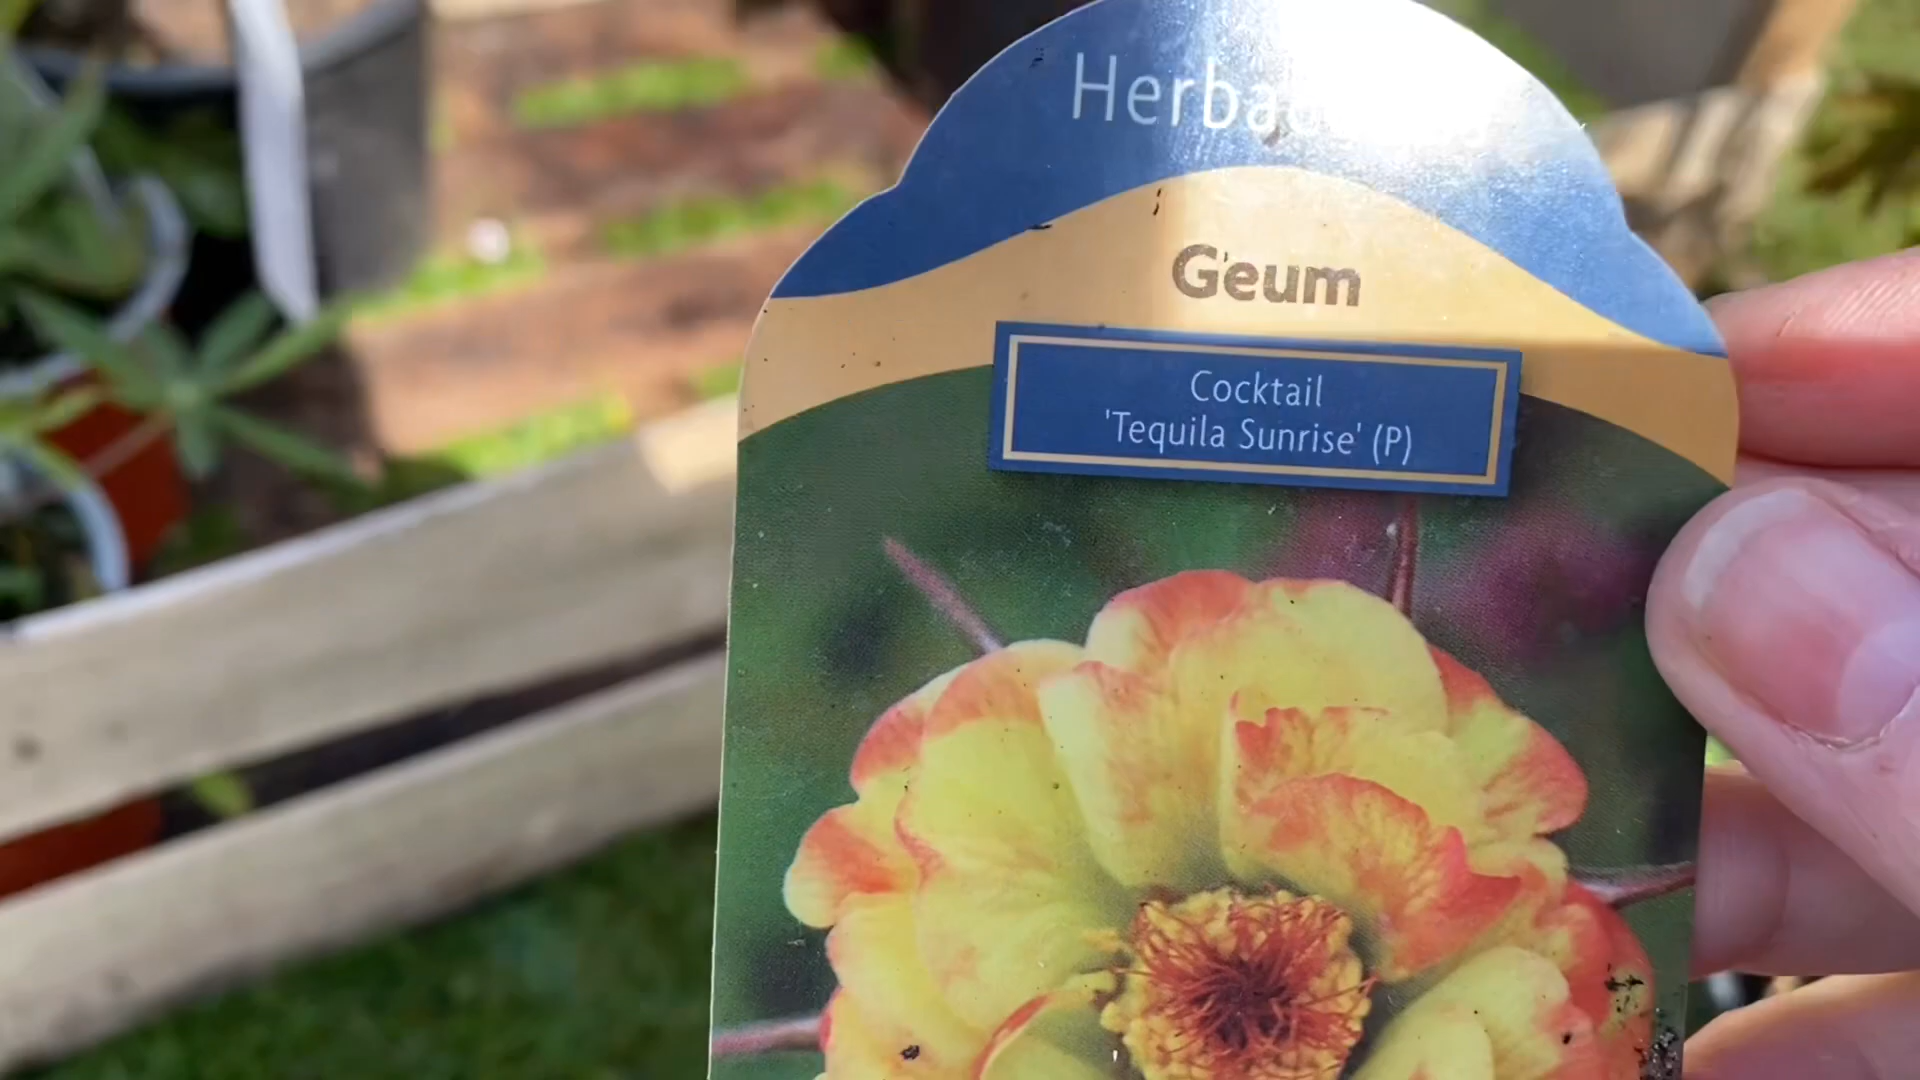 Geum
Cocktail
'Tequila Sunrise' (P)